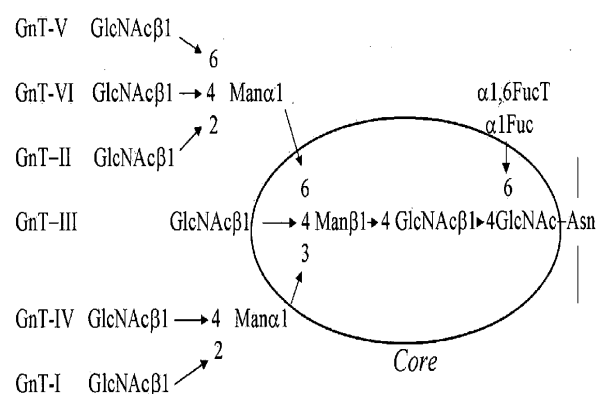 GnT-V GlcNAcβ1
6
GnT-VI GlcNAcβ1 → 4 Manα1
α1,6FucT
α1Fuc
2
GnT-II GlcNAcβ1
6 6
GnT-III GlcNAcβ1 → 4 Manβ1 → 4 GlcNAcβ1 → 4GlcNAc-Asn
3
GnT-IV GlcNAcβ1 → 4 Manα1
2
Core
GnT-I GlcNAcβ1